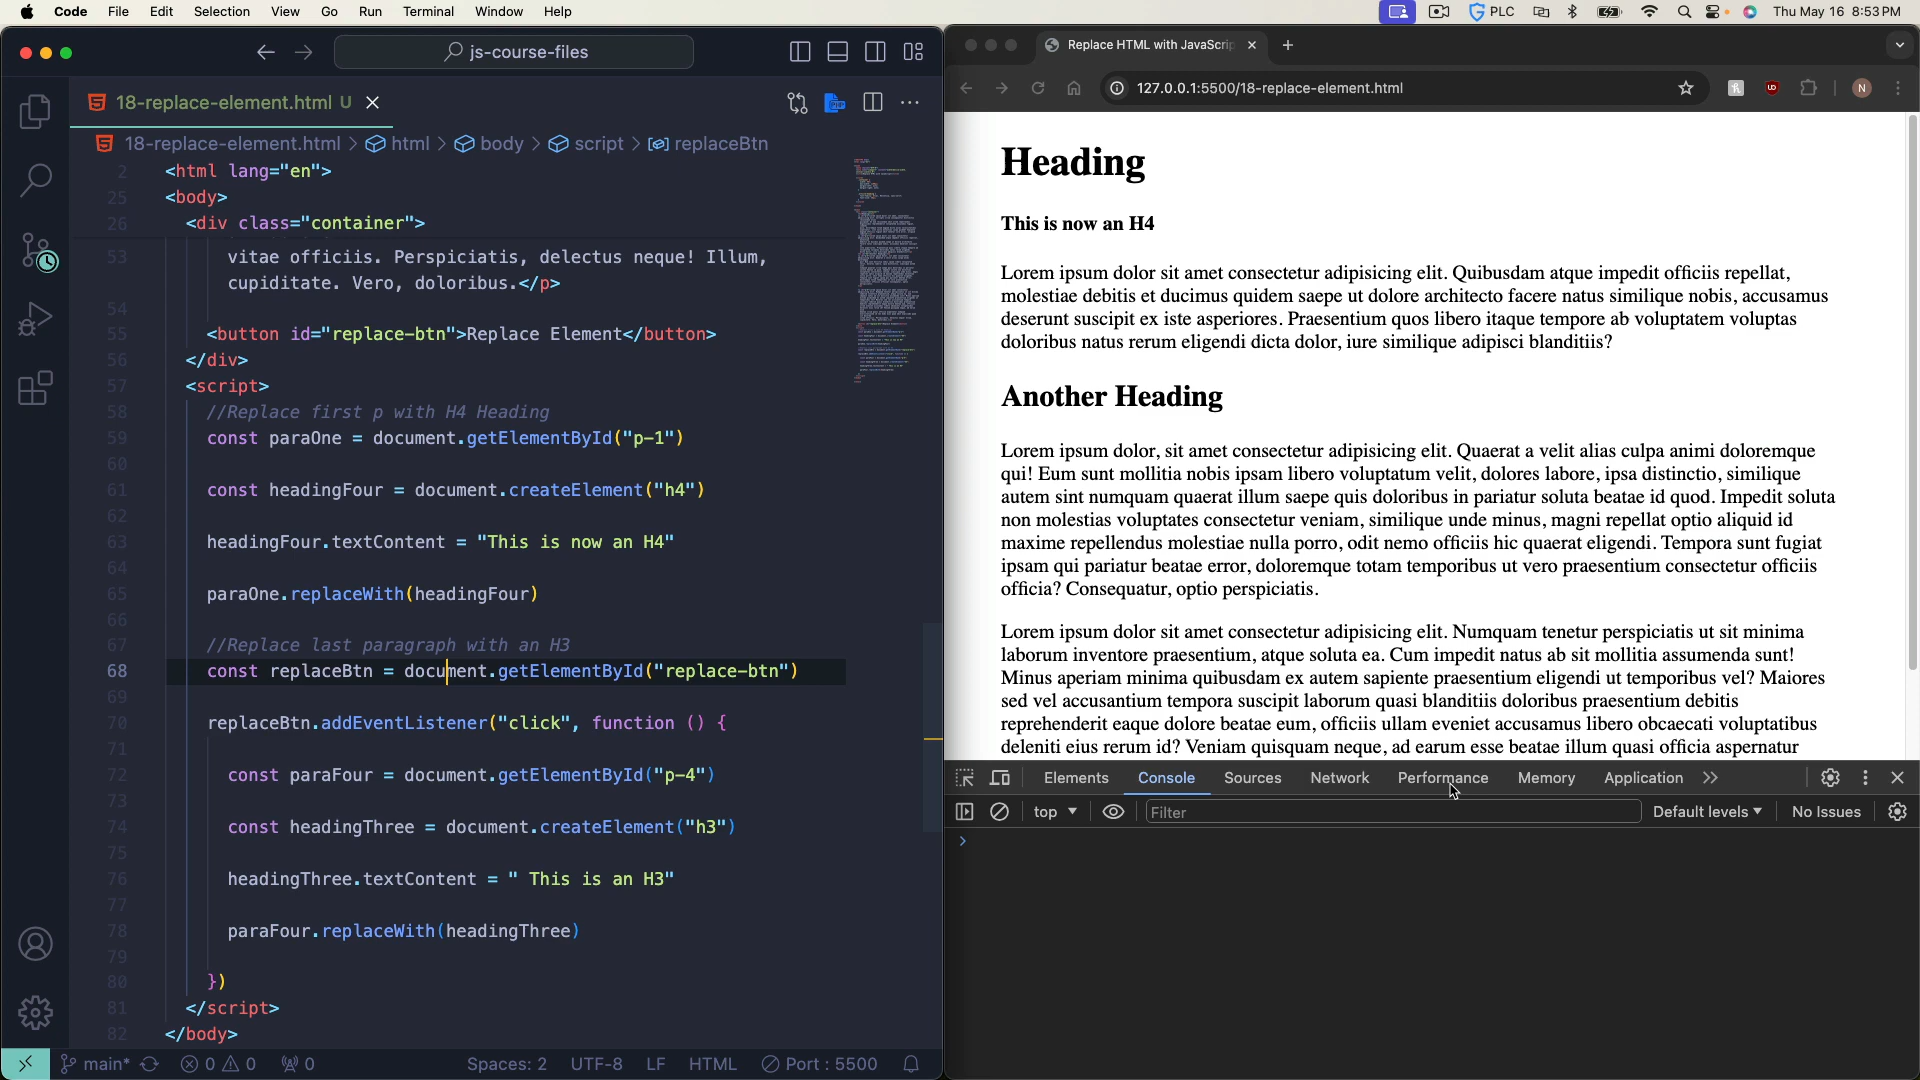 Code File Edit Selection View Go Run Terminal Window Help
PLC Thu May 16 8:53 PM
js-course-files
18-replace-element.html U
18-replace-element.html > html > body > script > replaceBtn
2 <html lang="en">
25 <body>
26 <div class="container">
53 vitae officiis. Perspiciatis, delectus neque! Illum,
cupiditate. Vero, doloribus.</p>
54
55 <button id="replace-btn">Replace Element</button>
56 </div>
57 <script>
58 //Replace first p with H4 Heading
59 const paraOne = document.getElementById("p-1")
60
61 const headingFour = document.createElement("h4")
62
63 headingFour.textContent = "This is now an H4"
64
65 paraOne.replaceWith(headingFour)
66
67 //Replace last paragraph with an H3
68 const replaceBtn = document.getElementById("replace-btn")
69
70 replaceBtn.addEventListener("click", function () {
71
72 const paraFour = document.getElementById("p-4")
73
74 const headingThree = document.createElement("h3")
75
76 headingThree.textContent = " This is an H3"
77
78 paraFour.replaceWith(headingThree)
79
80 })
81 </script>
82 </body>
main* 0 0 0 Spaces: 2 UTF-8 LF HTML Port : 5500
Replace HTML with JavaScri
127.0.0.1:5500/18-replace-element.html
N
Heading
This is now an H4
Lorem ipsum dolor sit amet consectetur adipisicing elit. Quibusdam atque impedit officiis repellat,
molestiae debitis et ducimus quidem saepe ut dolore architecto facere natus similique nobis, accusamus
deserunt suscipit ex iste asperiores. Praesentium quos libero itaque tempore ab voluptatem voluptas
doloribus natus rerum eligendi dicta dolor, iure similique adipisci blanditiis?
Another Heading
Lorem ipsum dolor, sit amet consectetur adipisicing elit. Quaerat a velit alias culpa animi doloremque
qui! Eum sunt mollitia nobis ipsam libero voluptatum velit, dolores labore, ipsa distinctio, similique
autem sint numquam quaerat illum saepe quis doloribus in pariatur soluta beatae id quod. Impedit soluta
non molestias voluptates consectetur veniam, similique unde minus, magni repellat optio aliquid id
maxime repellendus molestiae nulla porro, odit nemo officiis hic quaerat eligendi. Tempora sunt fugiat
ipsam qui pariatur beatae error, doloremque totam temporibus ut vero praesentium consectetur officiis
officia? Consequatur, optio perspiciatis.
Lorem ipsum dolor sit amet consectetur adipisicing elit. Numquam tenetur perspiciatis ut sit minima
laborum inventore praesentium, atque soluta ea. Cum impedit natus ab sit mollitia assumenda sunt!
Minus aperiam minima quibusdam ex autem sapiente praesentium eligendi ut temporibus vel? Maiores
sed vel accusantium tempora suscipit laborum quasi blanditiis doloribus praesentium debitis
reprehenderit eaque dolore beatae eum, officiis ullam eveniet accusamus libero obcaecati voluptatibus
deleniti eius rerum id? Veniam quisquam neque, ad earum esse beatae illum quasi officia aspernatur
Elements Console Sources Network Performance Memory Application
top Filter Default levels No Issues